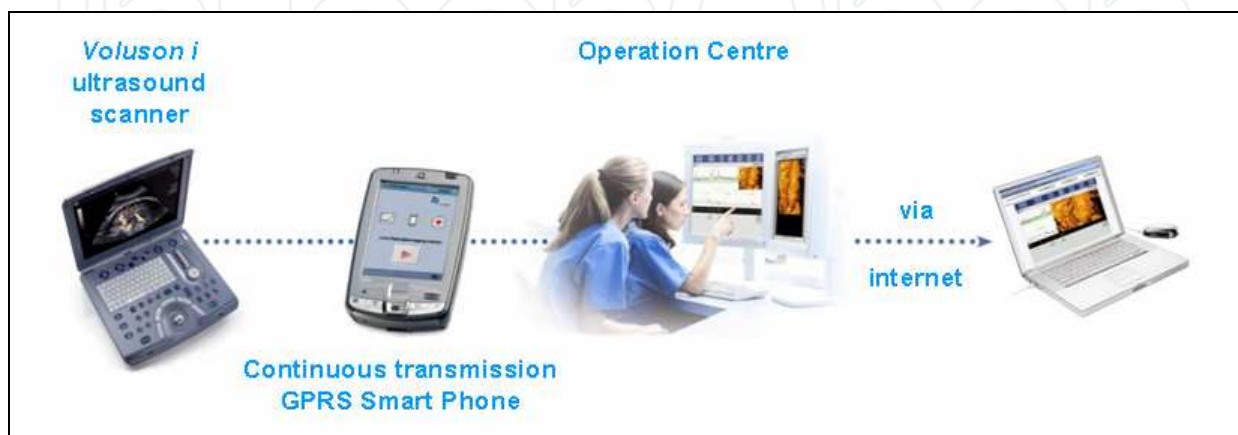 Voluson i
ultrasound
scanner
Operation Centre
via
internet
Continuous transmission
GPRS Smart Phone